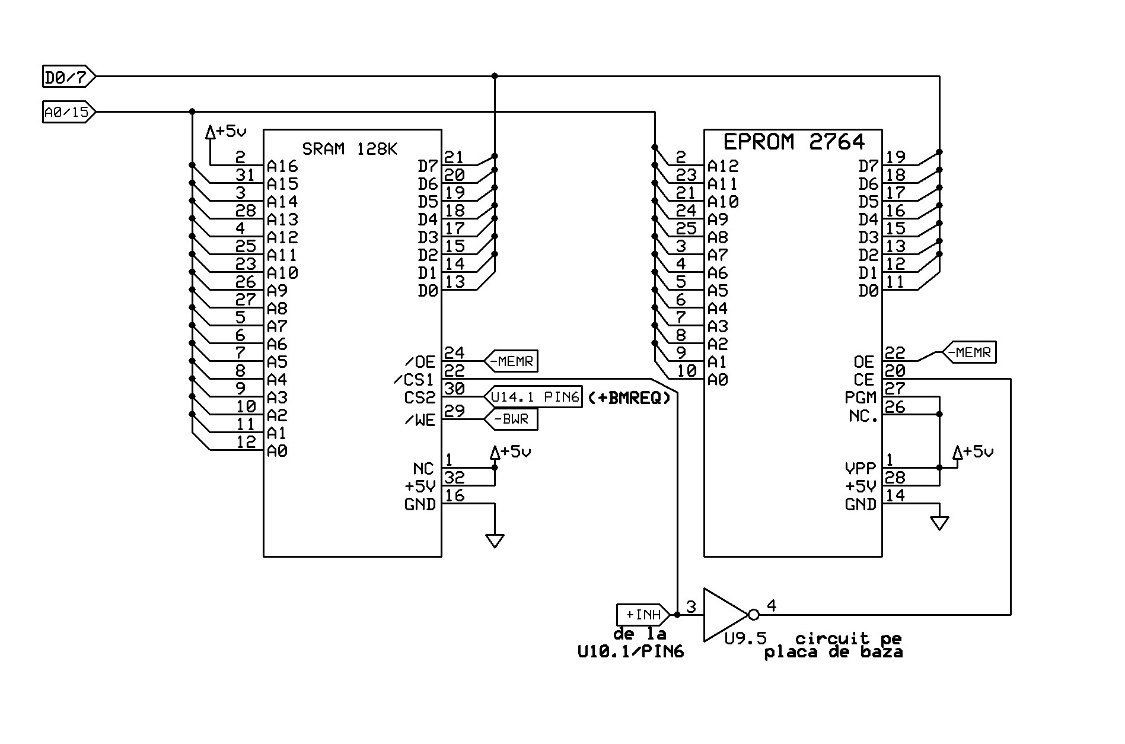 D0/7
A0/15
+5v
SRAM 128K
2 A16
31 A15
3 A14
28 A13
4 A12
25 A11
23 A10
26 A9
27 A8
5 A7
6 A6
7 A5
8 A4
9 A3
10 A2
11 A1
12 A0
D7 21
D6 20
D5 19
D4 18
D3 17
D2 15
D1 14
D0 13
/OE 24 -MEMR
/CS1 22
CS2 30 U14.1 PIN6 (+BMREQ)
/WE 29 -BWR
+5v
NC 1
+5V 32
GND 16
EPROM 2764
2 A12
23 A11
21 A10
24 A9
25 A8
3 A7
4 A6
5 A5
6 A4
7 A3
8 A2
9 A1
10 A0
D7 19
D6 18
D5 17
D4 16
D3 15
D2 13
D1 12
D0 11
OE 22 -MEMR
CE 20
PGM 27
NC. 26
+5v
VPP 1
+5V 28
GND 14
+INH 3 4
de la
U10.1/PIN6
U9.5 circuit pe
placa de baza